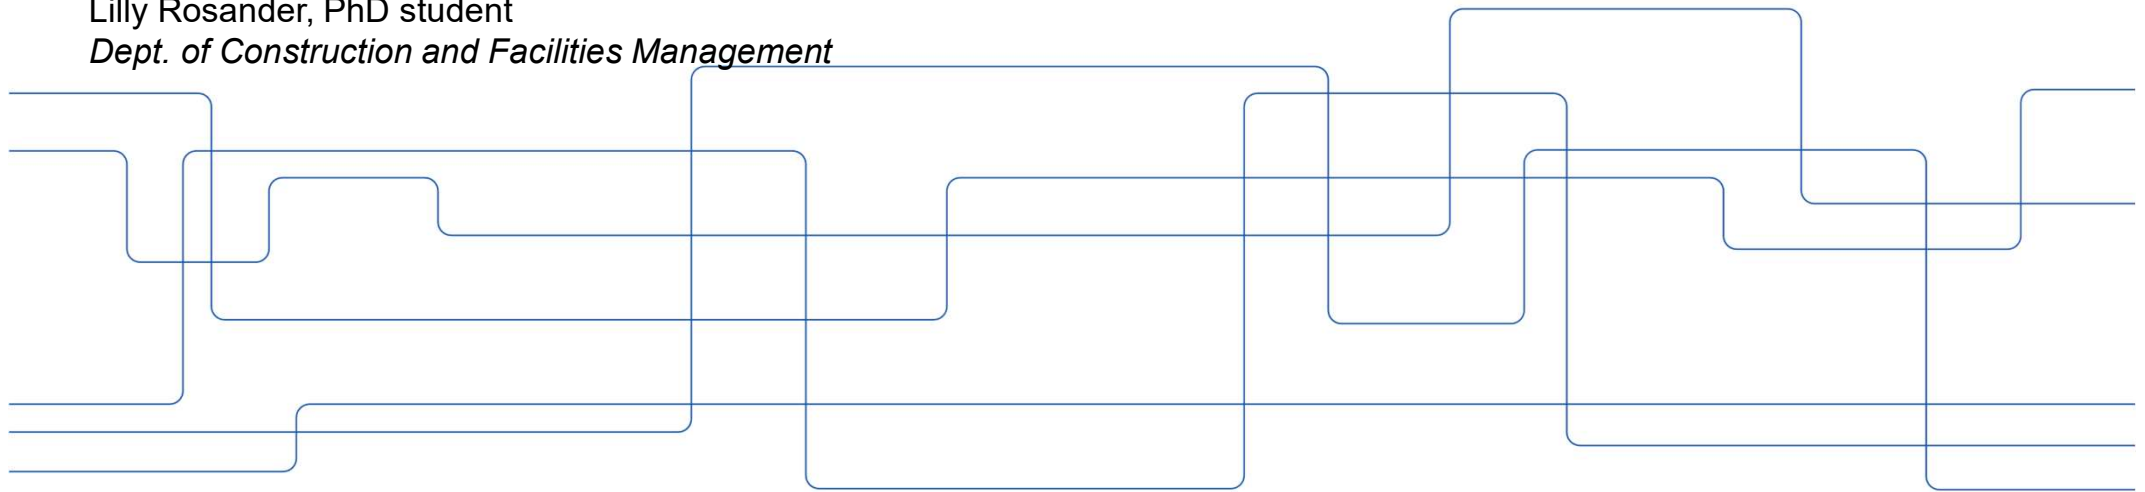 Lilly Rosander, PhD student
Dept. of Construction and Facilities Management